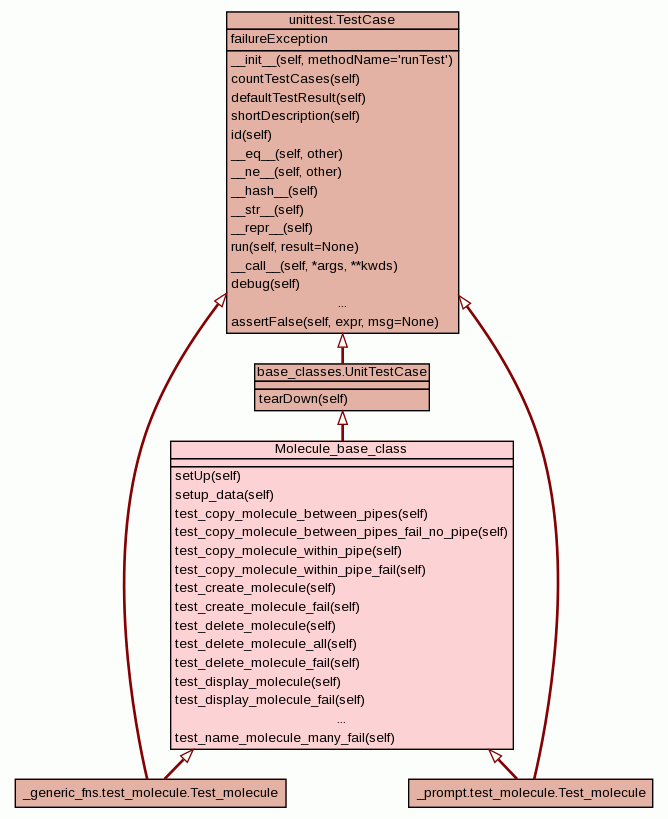 unittest.TestCase
failureException
__init__(self, methodName='runTest')
countTestCases(self)
defaultTestResult(self)
shortDescription(self)
id(self)
__eq__(self, other)
__ne__(self, other)
__hash__(self)
__str__(self)
__repr__(self)
run(self, result=None)
__call__(self, *args, **kwds)
debug(self)
...
assertFalse(self, expr, msg=None)
base_classes.UnitTestCase
tearDown(self)
Molecule_base_class
setUp(self)
setup_data(self)
test_copy_molecule_between_pipes(self)
test_copy_molecule_between_pipes_fail_no_pipe(self)
test_copy_molecule_within_pipe(self)
test_copy_molecule_within_pipe_fail(self)
test_create_molecule(self)
test_create_molecule_fail(self)
test_delete_molecule(self)
test_delete_molecule_all(self)
test_delete_molecule_fail(self)
test_display_molecule(self)
test_display_molecule_fail(self)
...
test_name_molecule_many_fail(self)
_generic_fns.test_molecule.Test_molecule
_prompt.test_molecule.Test_molecule